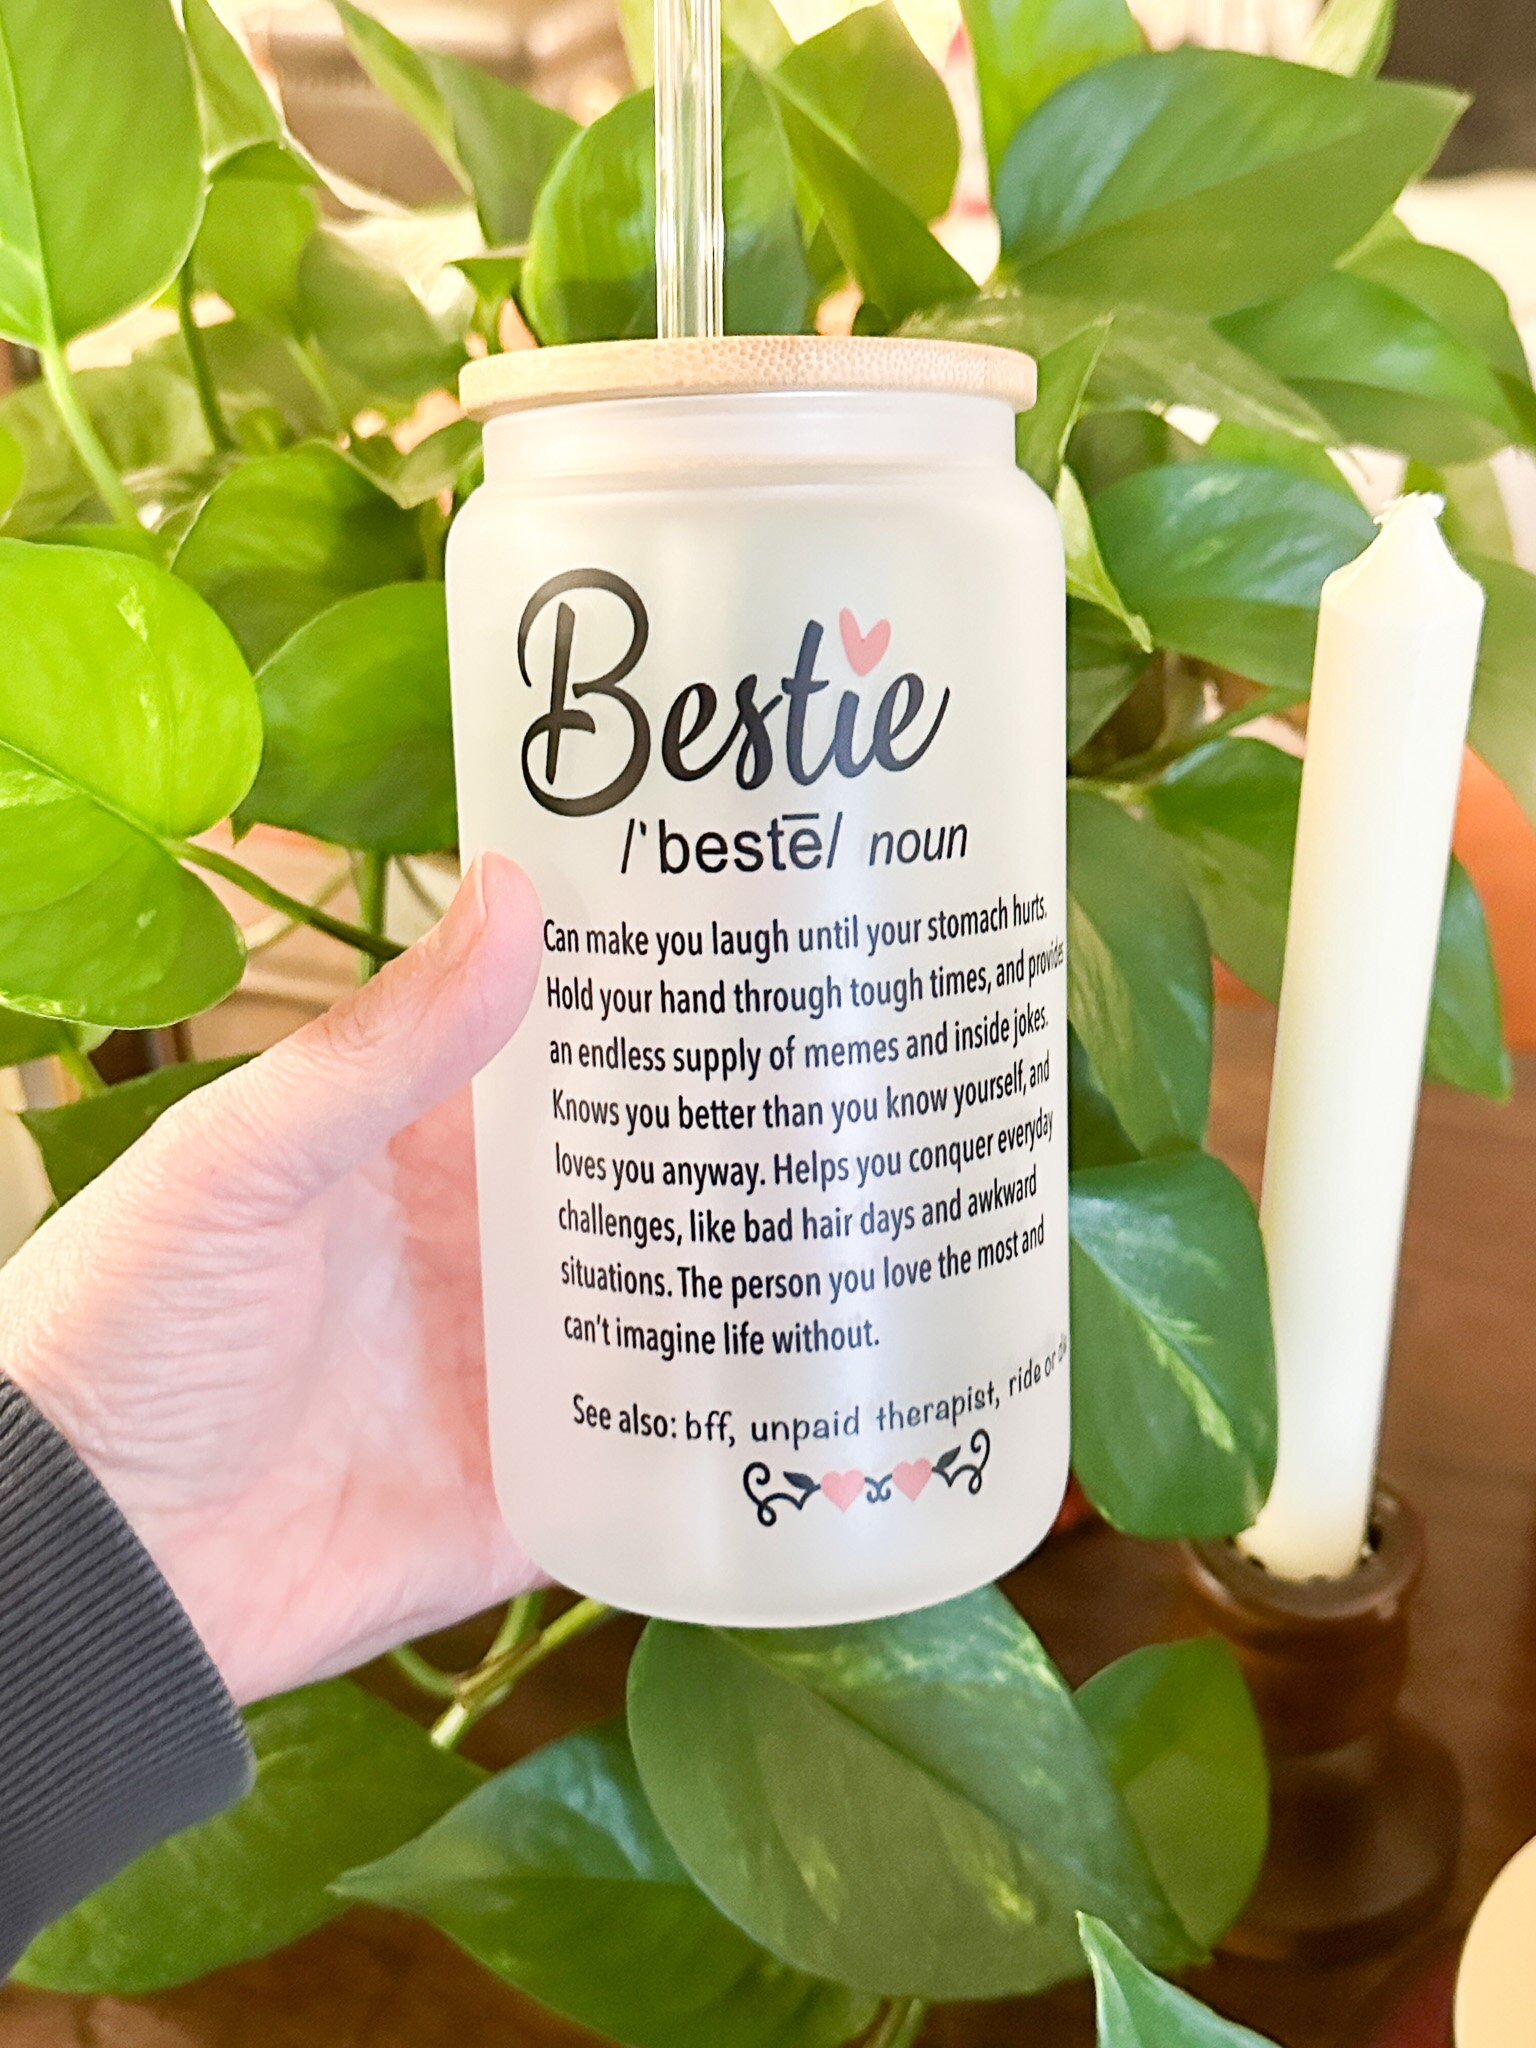 Bestie
/'bestē/ noun
Can make you laugh until your stomach hurts.
Hold your hand through tough times, and provides
an endless supply of memes and inside jokes.
Knows you better than you know yourself, and
loves you anyway. Helps you conquer everyday
challenges, like bad hair days and awkward
situations. The person you love the most and
can't imagine life without.
See also: bff, unpaid therapist, ride or